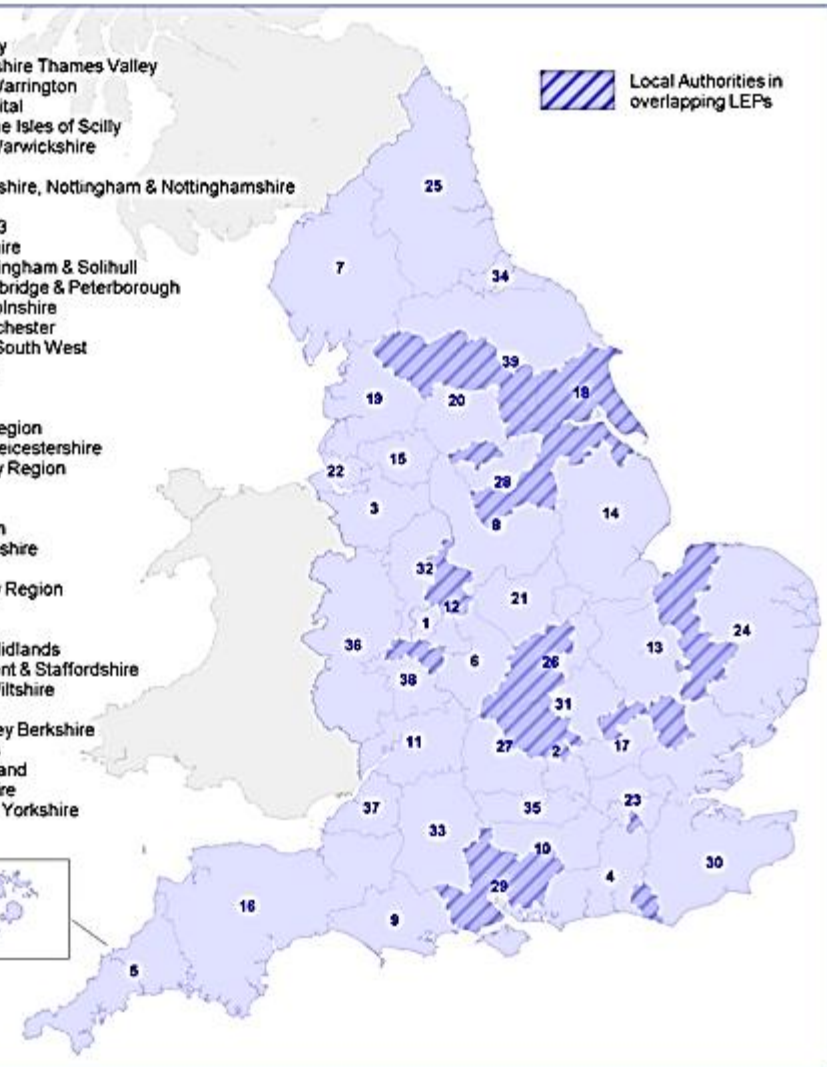 y
shire Thames Valley
Warrington
ital
e Isles of Scilly
Warwickshire
shire, Nottingham & Nottinghamshire
3
ire
ingham & Solihull
bridge & Peterborough
olnshire
chester
South West
egion
eicestershire
y Region
n
shire
Region
Midlands
nt & Staffordshire
Viltshire
ey Berkshire
and
re
Yorkshire
Local Authorities in
overlapping LEPs
25
7
34
39
18
19
20
15
22
28
3
14
8
32
12
21
1
24
36
13
6
26
38
31
11
27
2
17
37
35
23
33
10
30
4
29
16
9
5